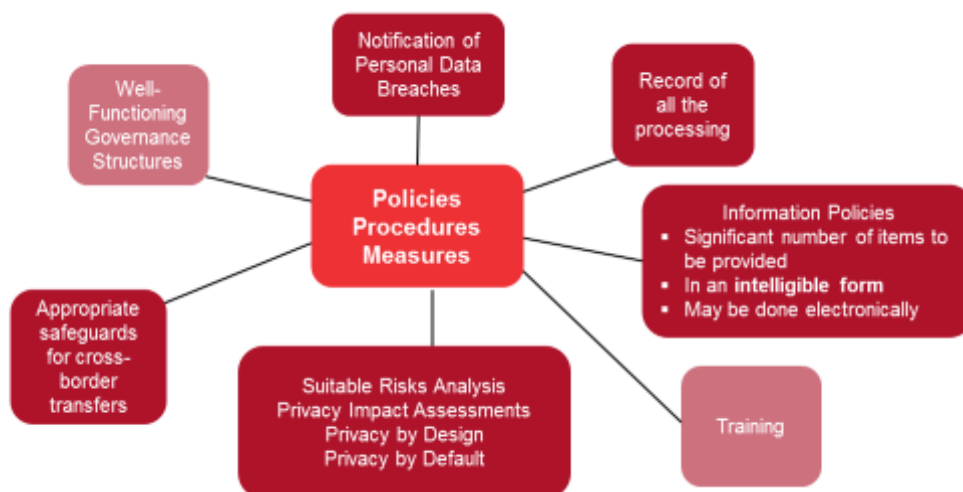 Notification of
Personal Data
Breaches
Well-
Functioning
Governance
Structures
Record of
all the
processing
Policies
Procedures
Measures
Information Policies
▪ Significant number of items to
be provided
▪ In an intelligible form
▪ May be done electronically
Appropriate
safeguards
for cross-
border
transfers
Suitable Risks Analysis
Privacy Impact Assessments
Privacy by Design
Privacy by Default
Training